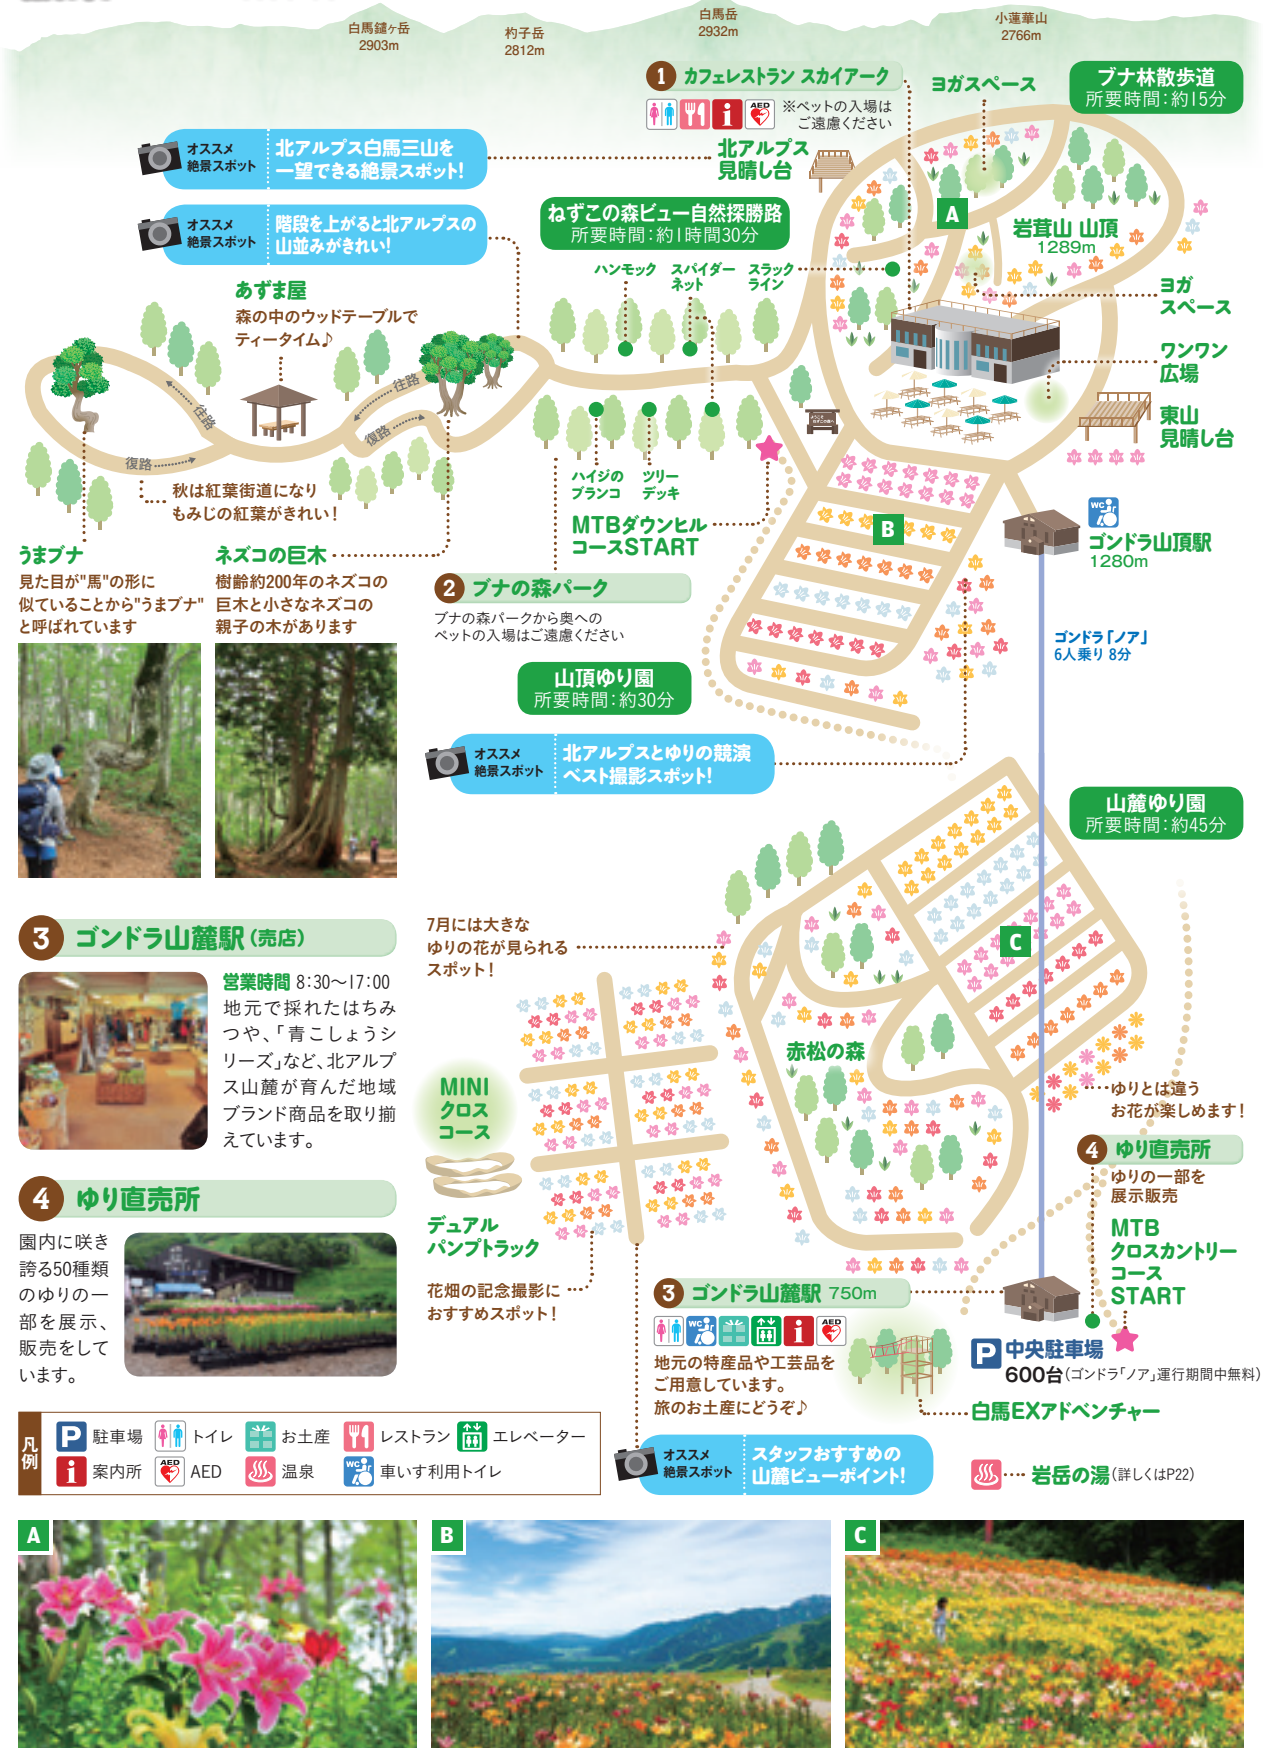 白馬鑓ヶ岳
2903m
杓子岳
2812m
白馬岳
2932m
小蓮華山
2766m
1 カフェレストラン スカイアーク
AED
※ペットの入場は
ご遠慮ください
ヨガスペース
ブナ林散歩道
所要時間：約15分
オススメ
絶景スポット
北アルプス白馬三山を
一望できる絶景スポット！
北アルプス
見晴し台
オススメ
絶景スポット
階段を上がると北アルプスの
山並みがきれい！
ねずこの森ビュー自然探勝路
所要時間：約1時間30分
A
岩茸山 山頂
1289m
ハンモック
スパイダー
ネット
スラック
ライン
あずま屋
森の中のウッドテーブルで
ティータイム♪
ヨガ
スペース
ワンワン
広場
東山
見晴し台
往路
往路
復路
復路
秋は紅葉街道になり
もみじの紅葉がきれい！
ハイジの
ブランコ
ツリー
デッキ
MTBダウンヒル
コースSTART
B
WC
ゴンドラ山頂駅
1280m
うまブナ
見た目が"馬"の形に
似ていることから"うまブナ"
と呼ばれています
ネズコの巨木
樹齢約200年のネズコの
巨木と小さなネズコの
親子の木があります
2 ブナの森パーク
ブナの森パークから奥への
ペットの入場はご遠慮ください
ゴンドラ「ノア」
6人乗り 8分
山頂ゆり園
所要時間：約30分
オススメ
絶景スポット
北アルプスとゆりの競演
ベスト撮影スポット！
山麓ゆり園
所要時間：約45分
3 ゴンドラ山麓駅（売店）
営業時間 8:30〜17:00
地元で採れたはちみ
つや、「青こしょうシ
リーズ」など、北アルプ
ス山麓が育んだ地域
ブランド商品を取り揃
えています。
7月には大きな
ゆりの花が見られる
スポット！
C
赤松の森
MINI
クロス
コース
ゆりとは違う
お花が楽しめます！
4 ゆり直売所
ゆりの一部を
展示販売
4 ゆり直売所
園内に咲き
誇る50種類
のゆりの一
部を展示、
販売をして
います。
デュアル
パンプトラック
花畑の記念撮影に
おすすめスポット！
MTB
クロスカントリー
コース
START
3 ゴンドラ山麓駅 750m
WC
AED
地元の特産品や工芸品を
ご用意しています。
旅のお土産にどうぞ♪
P 中央駐車場
600台（ゴンドラ「ノア」運行期間中無料）
白馬EXアドベンチャー
凡例
P 駐車場
トイレ
お土産
レストラン
エレベーター
i 案内所
AED AED
温泉
WC 車いす利用トイレ
オススメ
絶景スポット
スタッフおすすめの
山麓ビューポイント！
岩岳の湯（詳しくはP22）
A
B
C